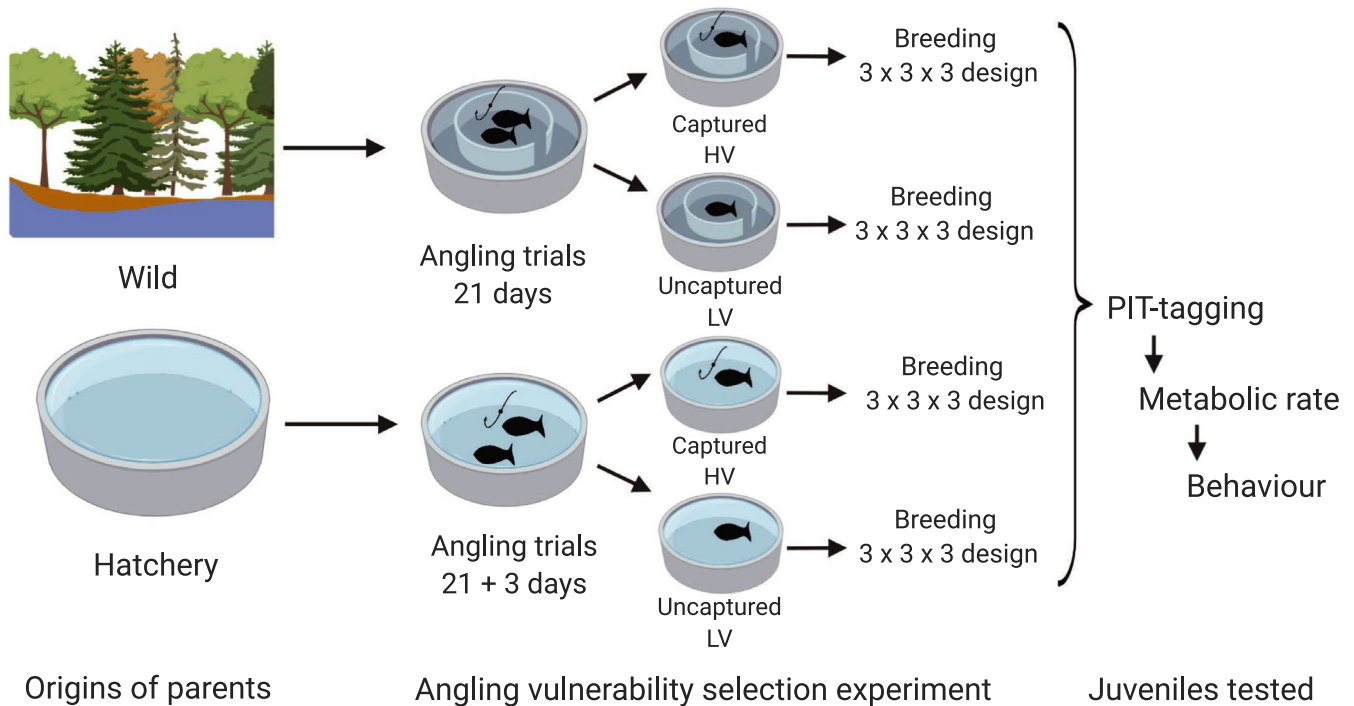 Wild
Angling trials
21 days
Captured
HV
Breeding
3 x 3 x 3 design
Uncaptured
LV
Breeding
3 x 3 x 3 design
Hatchery
Angling trials
21 + 3 days
Captured
HV
Breeding
3 x 3 x 3 design
Uncaptured
LV
Breeding
3 x 3 x 3 design
PIT-tagging
Metabolic rate
Behaviour
Origins of parents
Angling vulnerability selection experiment
Juveniles tested